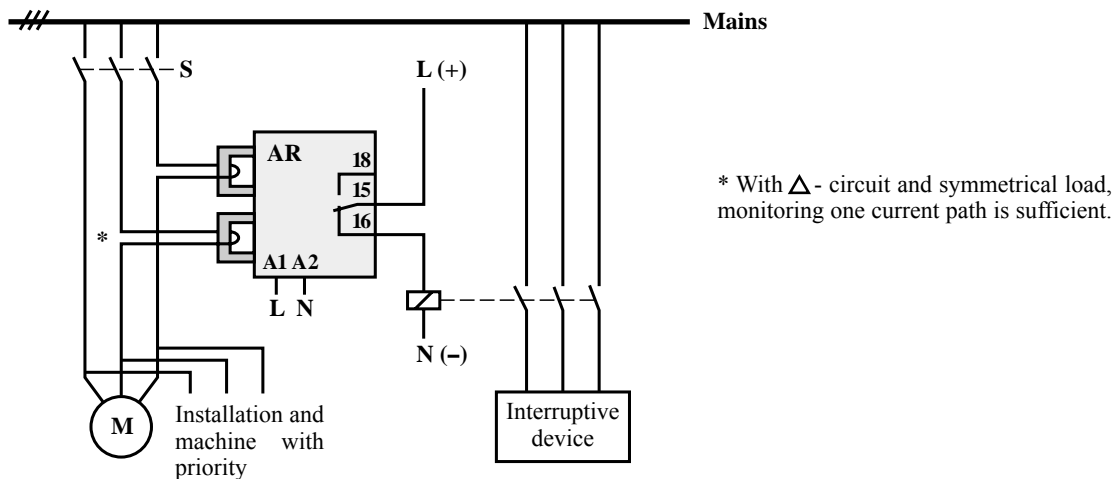 Mains
S
L (+)
AR
18
15
16
* With Δ - circuit and symmetrical load,
monitoring one current path is sufficient.
*
A1 A2
L N
N (–)
M
Installation and
machine with
priority
Interruptive
device